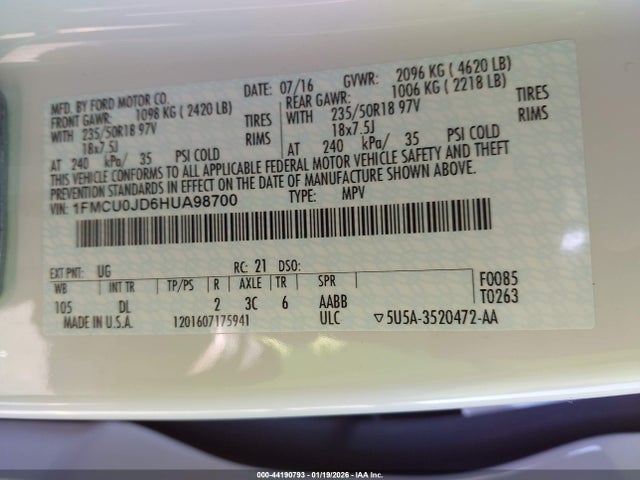 MFD. BY FORD MOTOR CO.
DATE: 07/16 GVWR: 2096 KG ( 4620 LB)
FRONT GAWR: 1098 KG ( 2420 LB) REAR GAWR: 1006 KG ( 2218 LB)
WITH 235/50R18 97V TIRES WITH 235/50R18 97V TIRES
18x7.5J RIMS 18x7.5J RIMS
AT 240 kPa/ 35 PSI COLD AT 240 kPa/ 35 PSI COLD
THIS VEHICLE CONFORMS TO ALL APPLICABLE FEDERAL MOTOR VEHICLE SAFETY AND THEFT
PREVENTION STANDARDS IN EFFECT ON THE DATE OF MANUFACTURE SHOWN ABOVE.
VIN: 1FMCU0JD6HUA98700 TYPE: MPV
EXT PNT: UG RC: 21 DSO:
WB INT TR TP/PS R AXLE TR SPR F0085
105 DL 2 3C 6 AABB T0263
MADE IN U.S.A. 1201607175941 ULC ▽5U5A-3520472-AA
000-44190793 - 01/19/2026 - IAA Inc.